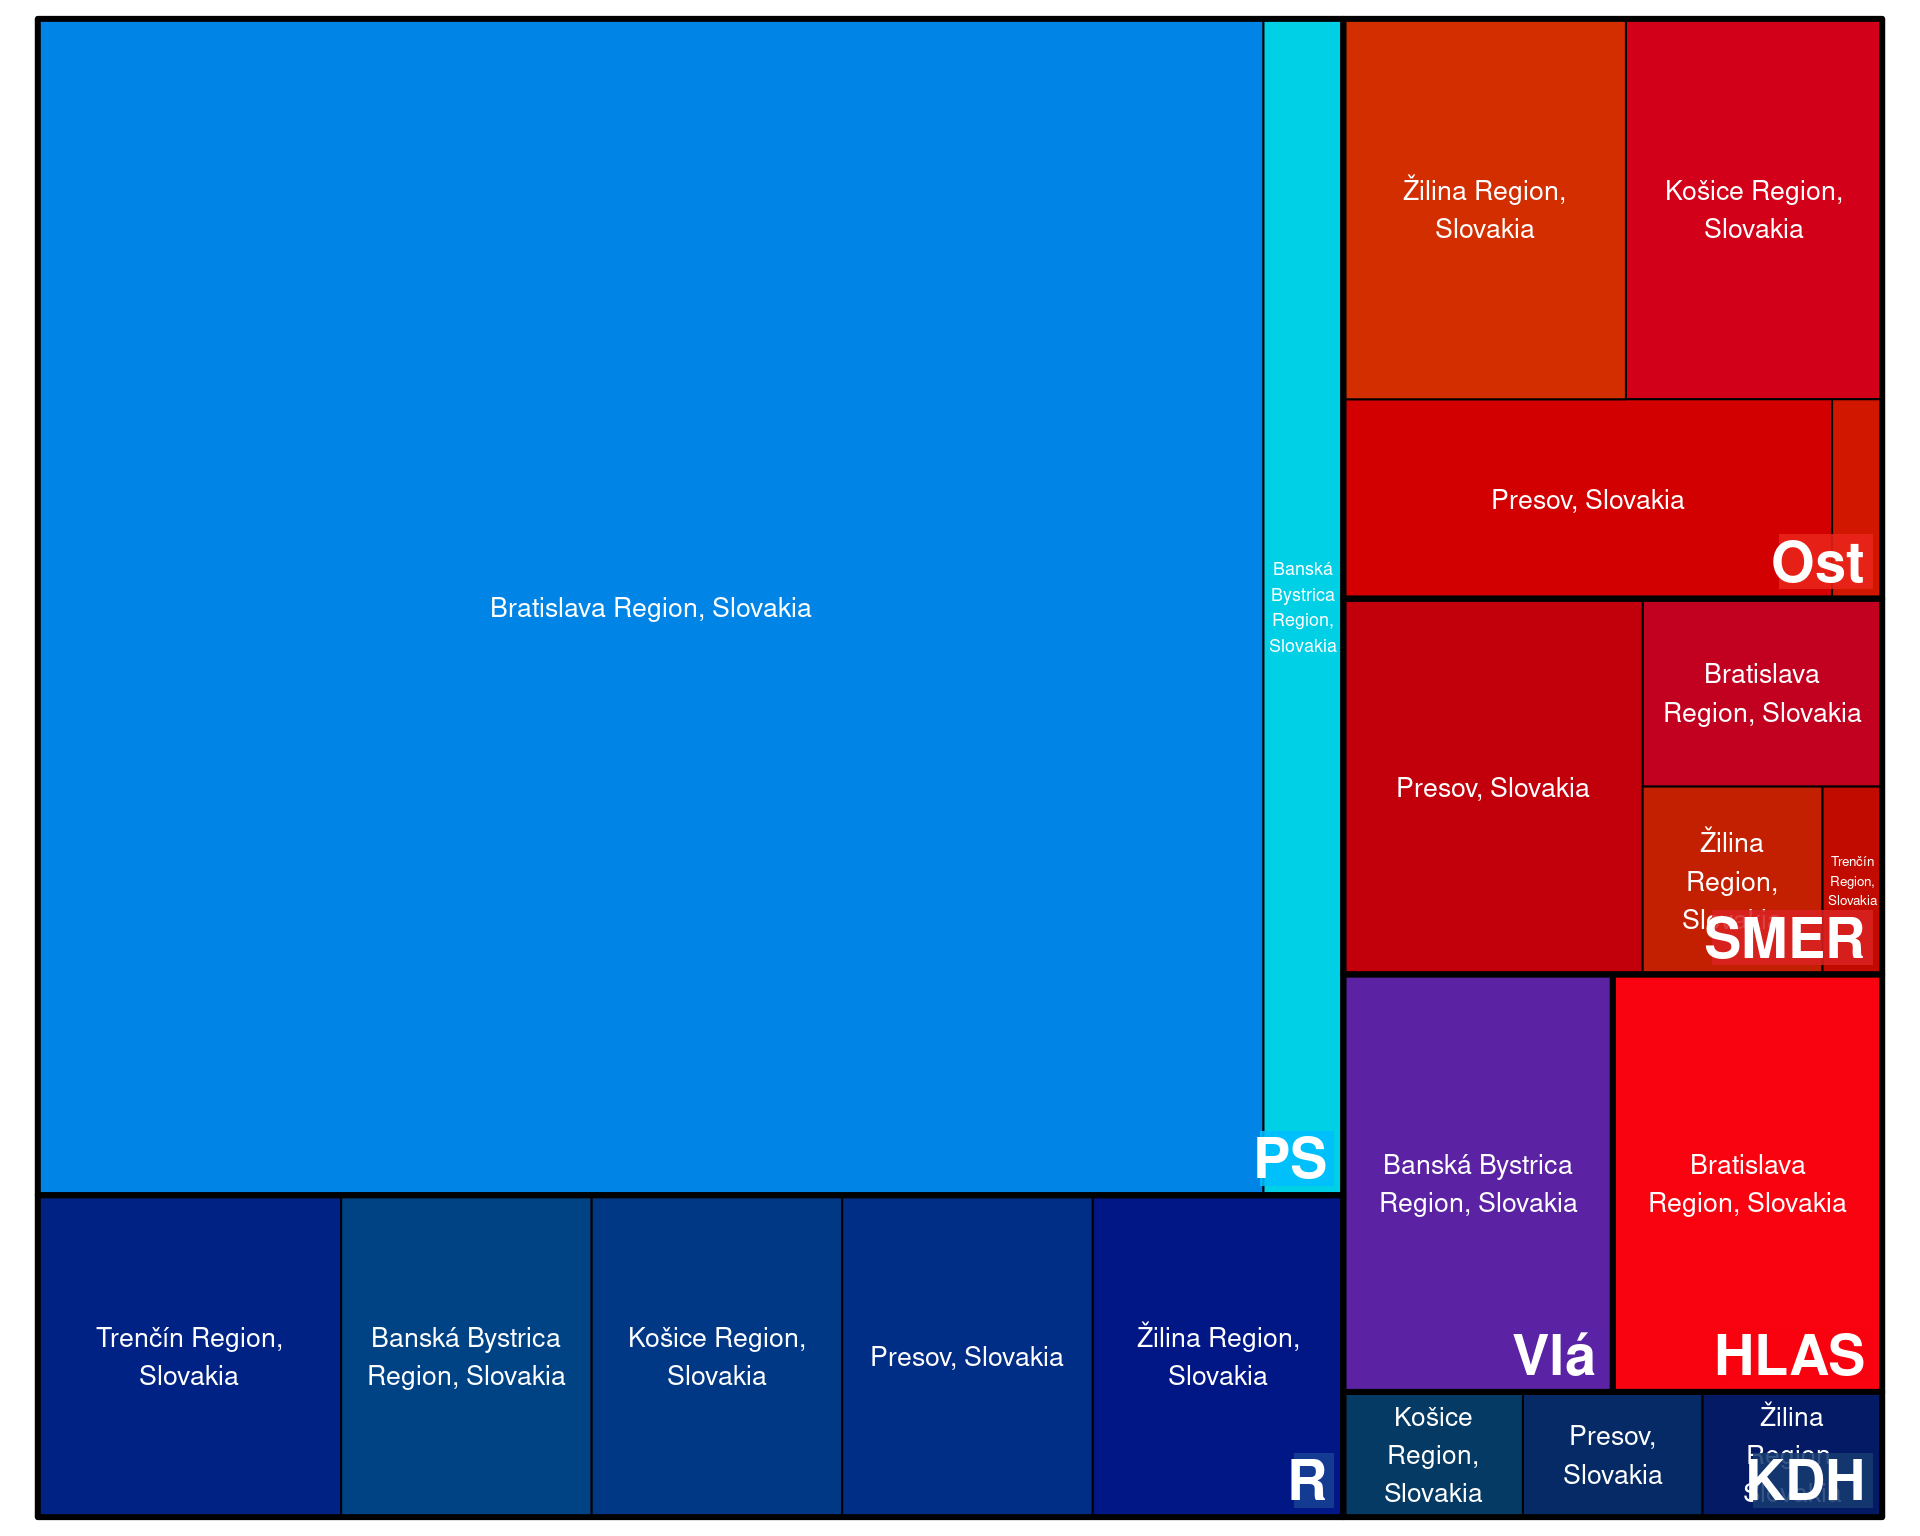 Bratislava Region, Slovakia
Banská
Bystrica
Region,
Slovakia
PS
Trenčín Region,
Slovakia
Banská Bystrica
Region, Slovakia
Košice Region,
Slovakia
Presov, Slovakia
Žilina Region,
Slovakia
R
Žilina Region,
Slovakia
Košice Region,
Slovakia
Presov, Slovakia
Ost
Presov, Slovakia
Bratislava
Region, Slovakia
Žilina
Region,
Trenčín
Region,
Slovakia
SMER
Banská Bystrica
Region, Slovakia
Vlá
Bratislava
Region, Slovakia
HLAS
Košice
Region,
Slovakia
Presov,
Slovakia
Žilina
Region,
KDH